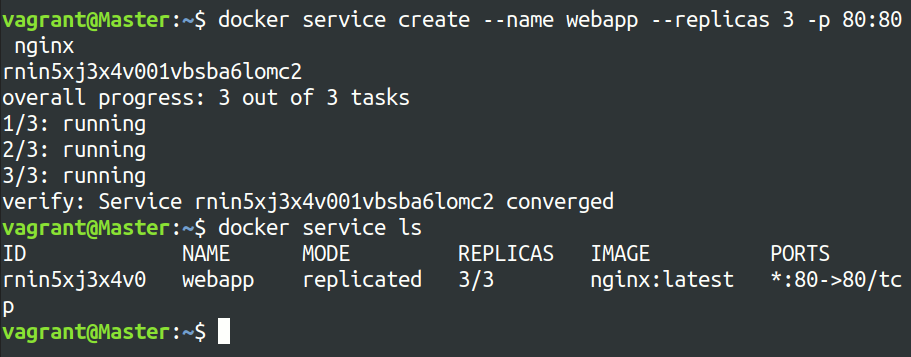 vagrant@Master:~$ docker service create --name webapp --replicas 3 -p 80:80
 nginx
rnin5xj3x4v001vbsba6lomc2
overall progress: 3 out of 3 tasks
1/3: running
2/3: running
3/3: running
verify: Service rnin5xj3x4v001vbsba6lomc2 converged
vagrant@Master:~$ docker service ls
ID             NAME      MODE         REPLICAS   IMAGE          PORTS
rnin5xj3x4v0   webapp    replicated   3/3        nginx:latest   *:80->80/tc
p
vagrant@Master:~$